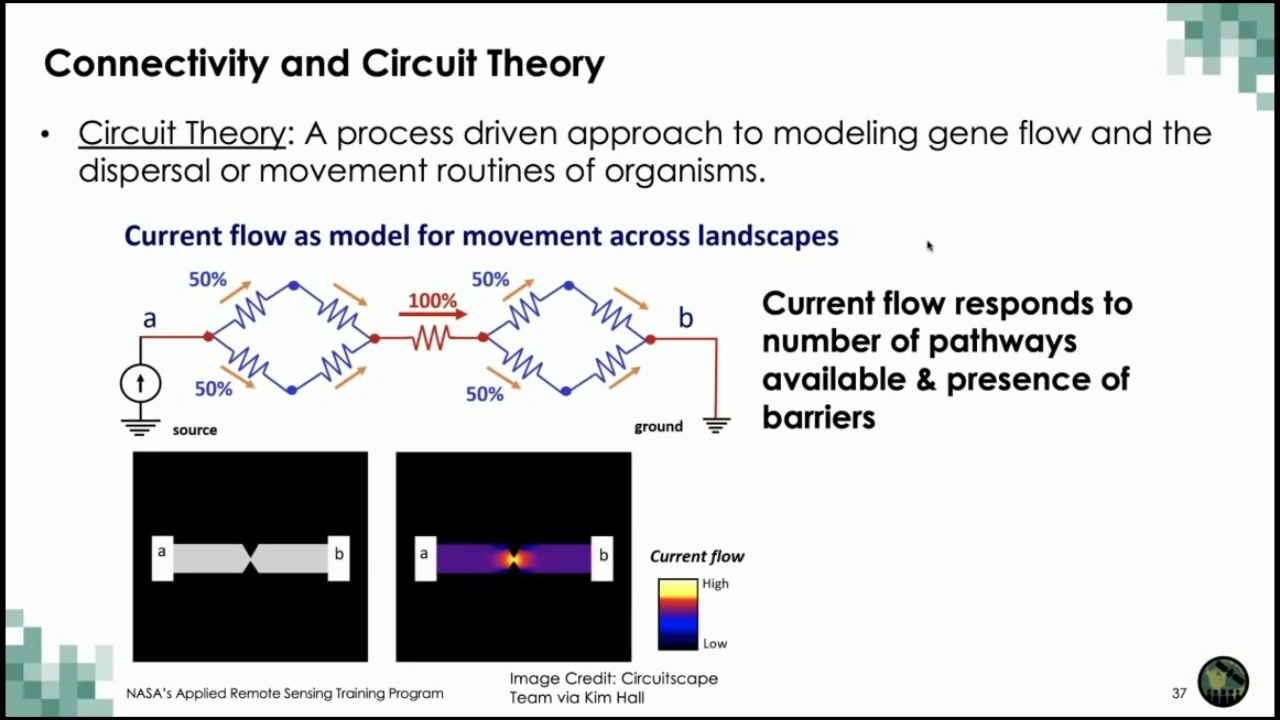 Connectivity and Circuit Theory
• Circuit Theory: A process driven approach to modeling gene flow and the
dispersal or movement routines of organisms.
Current flow as model for movement across landscapes
50%
50%
100%
a
b
50%
50%
source
ground
Current flow responds to
number of pathways
available & presence of
barriers
a
b
a
b
Current flow
High
Low
Image Credit: Circuitscape
Team via Kim Hall
NASA's Applied Remote Sensing Training Program
37